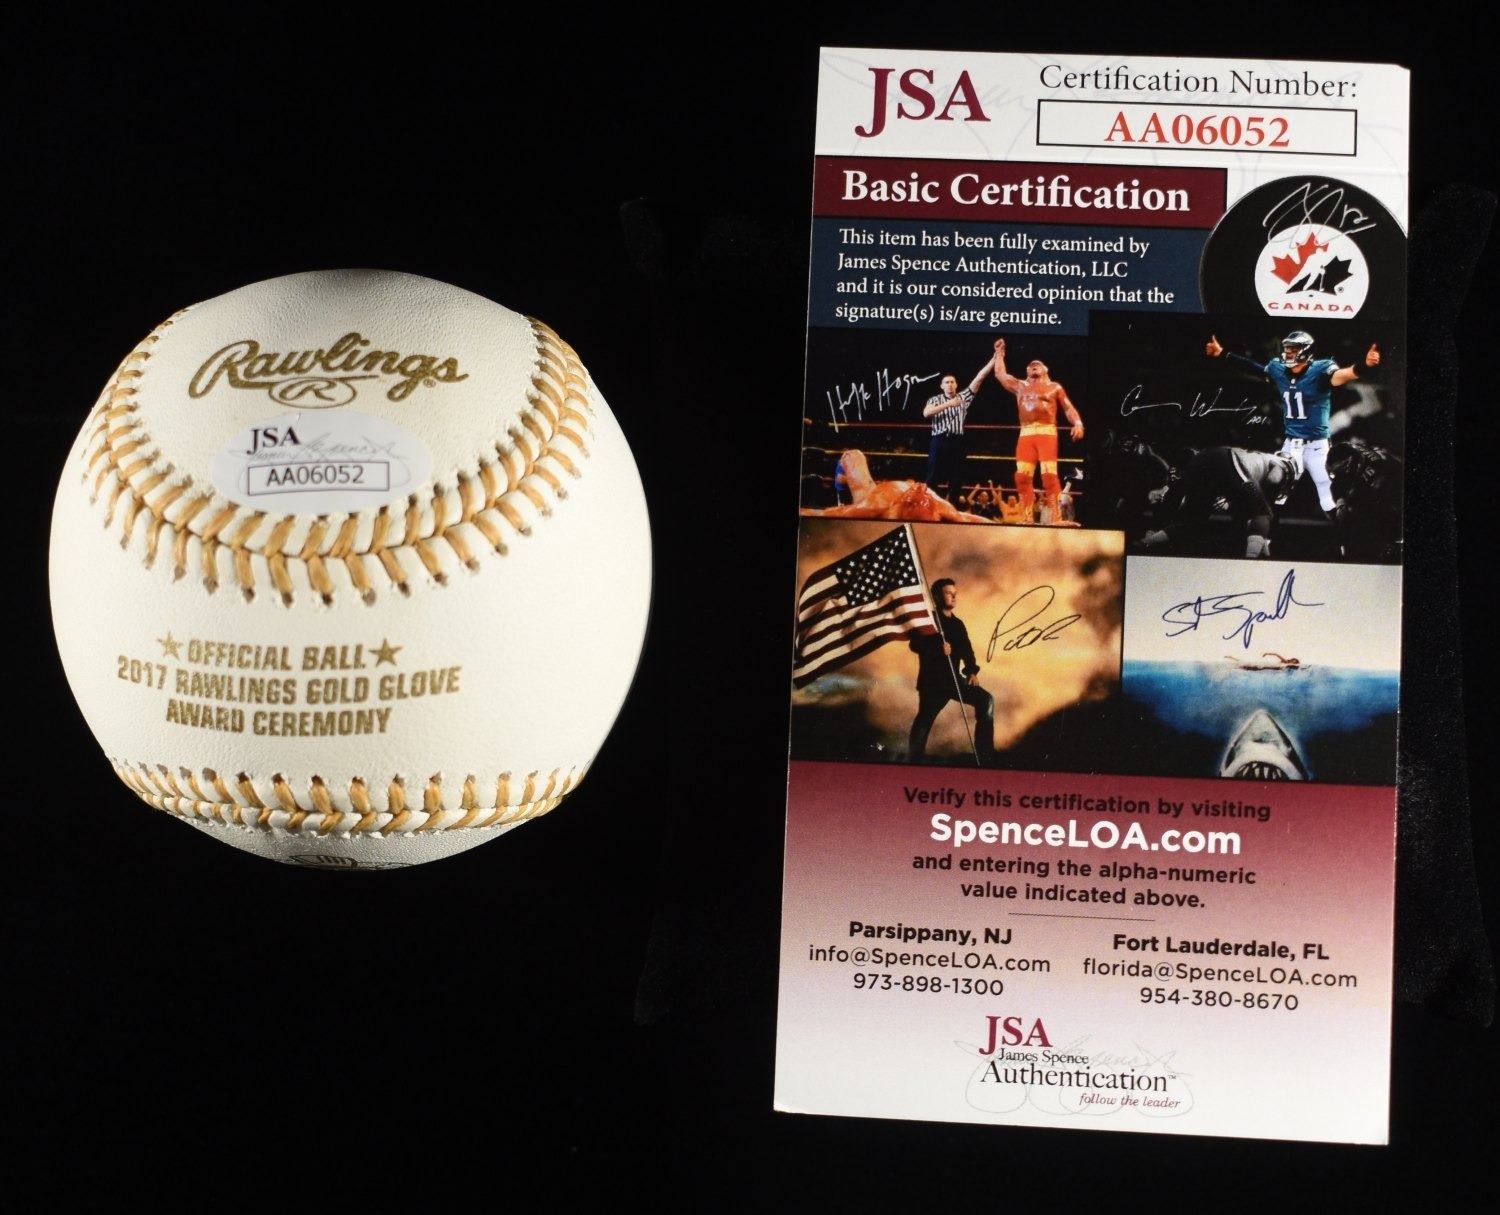 Rawlings®
R
JSA
AA06052
★OFFICIAL BALL★
2017 RAWLINGS GOLD GLOVE
AWARD CEREMONY
JSA
Certification Number:
AA06052
Basic Certification
This item has been fully examined by
James Spence Authentication, LLC
and it is our considered opinion that the
signature(s) is/are genuine.
CANADA
Hulk Hogan
11
Verify this certification by visiting
SpenceLOA.com
and entering the alpha-numeric
value indicated above.
Parsippany, NJ
info@SpenceLOA.com
973-898-1300
Fort Lauderdale, FL
florida@SpenceLOA.com
954-380-8670
JSA
James Spence
Authentication™
follow the leader